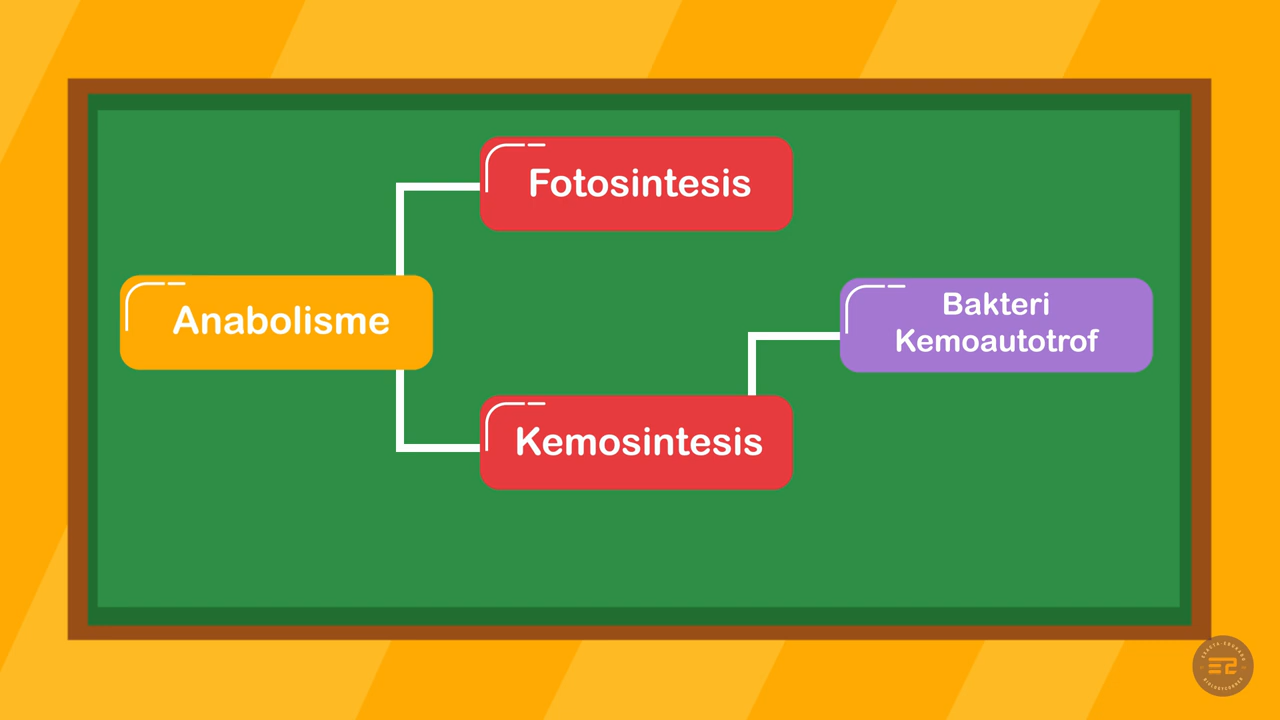 Fotosintesis
Anabolisme
Bakteri
Kemoautotrof
Kemosintesis